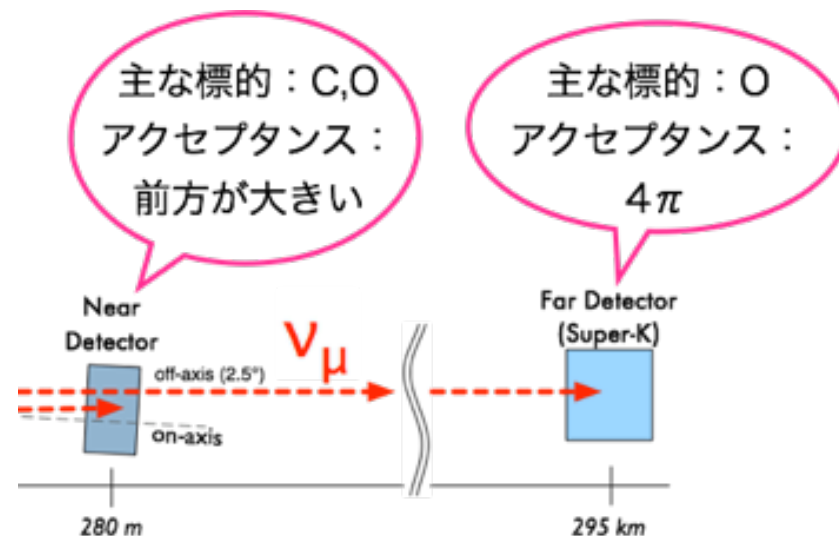 主な標的：C,O
アクセプタンス：
前方が大きい
主な標的：O
アクセプタンス：
4π
Near
Detector
νμ
off-axis (2.5°)
on-axis
Far Detector
(Super-K)
280 m
295 km